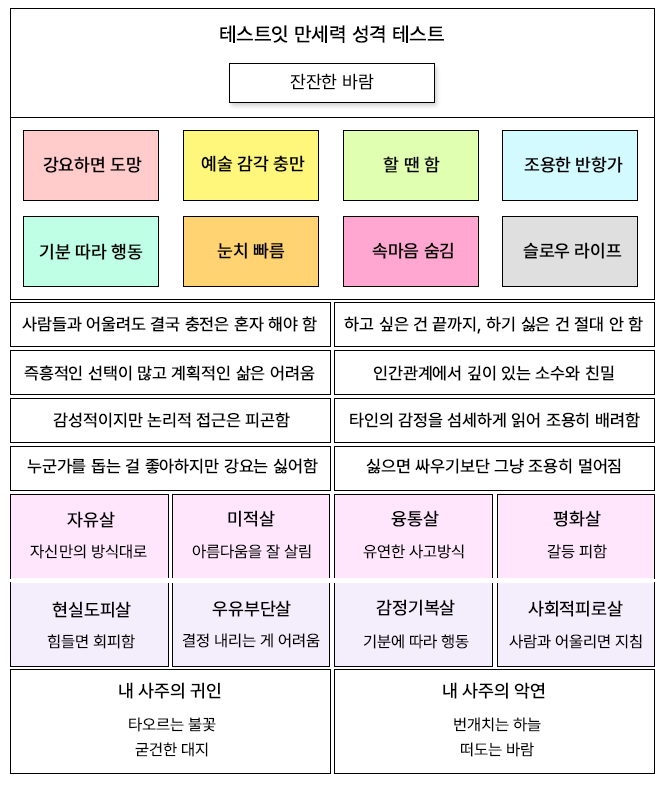 테스트잇 만세력 성격 테스트
잔잔한 바람
강요하면 도망
예술 감각 충만
할 땐 함
조용한 반항가
기분 따라 행동
눈치 빠름
속마음 숨김
슬로우 라이프
사람들과 어울려도 결국 충전은 혼자 해야 함
하고 싶은 건 끝까지, 하기 싫은 건 절대 안 함
즉흥적인 선택이 많고 계획적인 삶은 어려움
인간관계에서 깊이 있는 소수와 친밀
감성적이지만 논리적 접근은 피곤함
타인의 감정을 섬세하게 읽어 조용히 배려함
누군가를 돕는 걸 좋아하지만 강요는 싫어함
싫으면 싸우기보단 그냥 조용히 멀어짐
자유살
자신만의 방식대로
미적살
아름다움을 잘 살림
융통살
유연한 사고방식
평화살
갈등 피함
현실도피살
힘들면 회피함
우유부단살
결정 내리는 게 어려움
감정기복살
기분에 따라 행동
사회적피로살
사람과 어울리면 지침
내 사주의 귀인
타오르는 불꽃
굳건한 대지
내 사주의 악연
번개치는 하늘
떠도는 바람